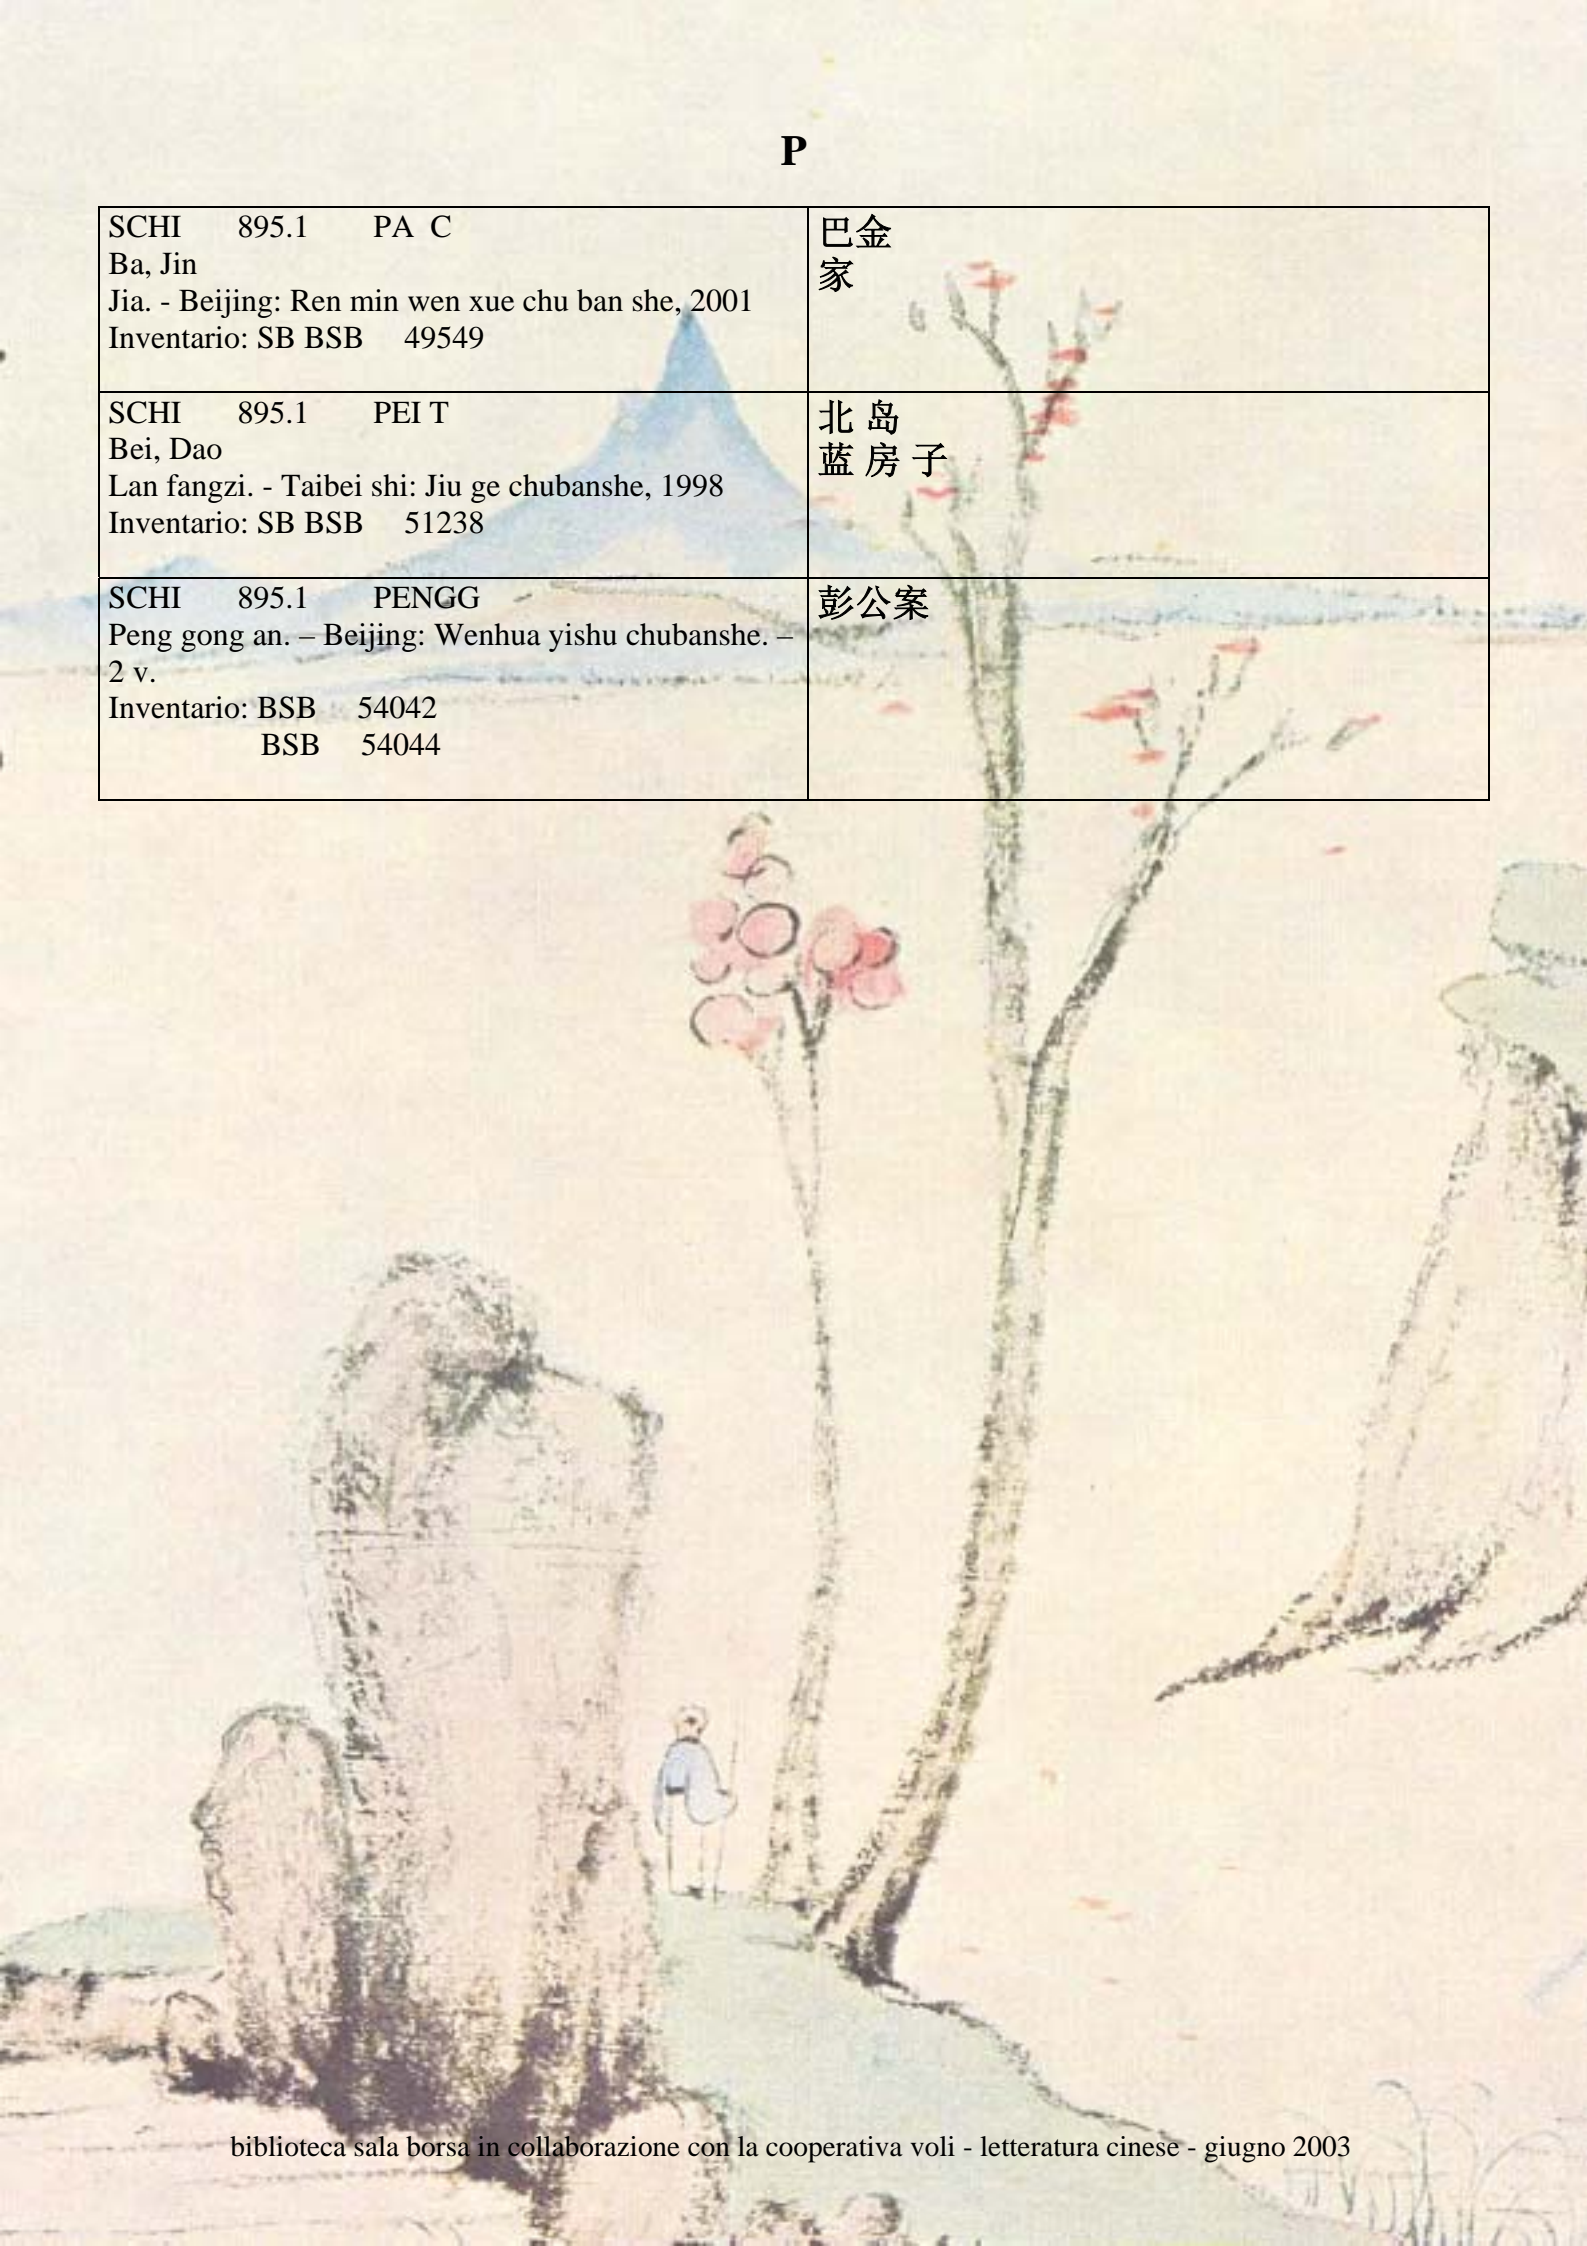 P
SCHI 895.1 PA C
Ba, Jin
Jia. - Beijing: Ren min wen xue chu ban she, 2001
Inventario: SB BSB 49549
巴金
家
SCHI 895.1 PEI T
Bei, Dao
Lan fangzi. - Taibei shi: Jiu ge chubanshe, 1998
Inventario: SB BSB 51238
北 岛
蓝 房 子
SCHI 895.1 PENGG
Peng gong an. – Beijing: Wenhua yishu chubanshe. –
2 v.
Inventario: BSB 54042
BSB 54044
彭公案
biblioteca sala borsa in collaborazione con la cooperativa voli - letteratura cinese - giugno 2003